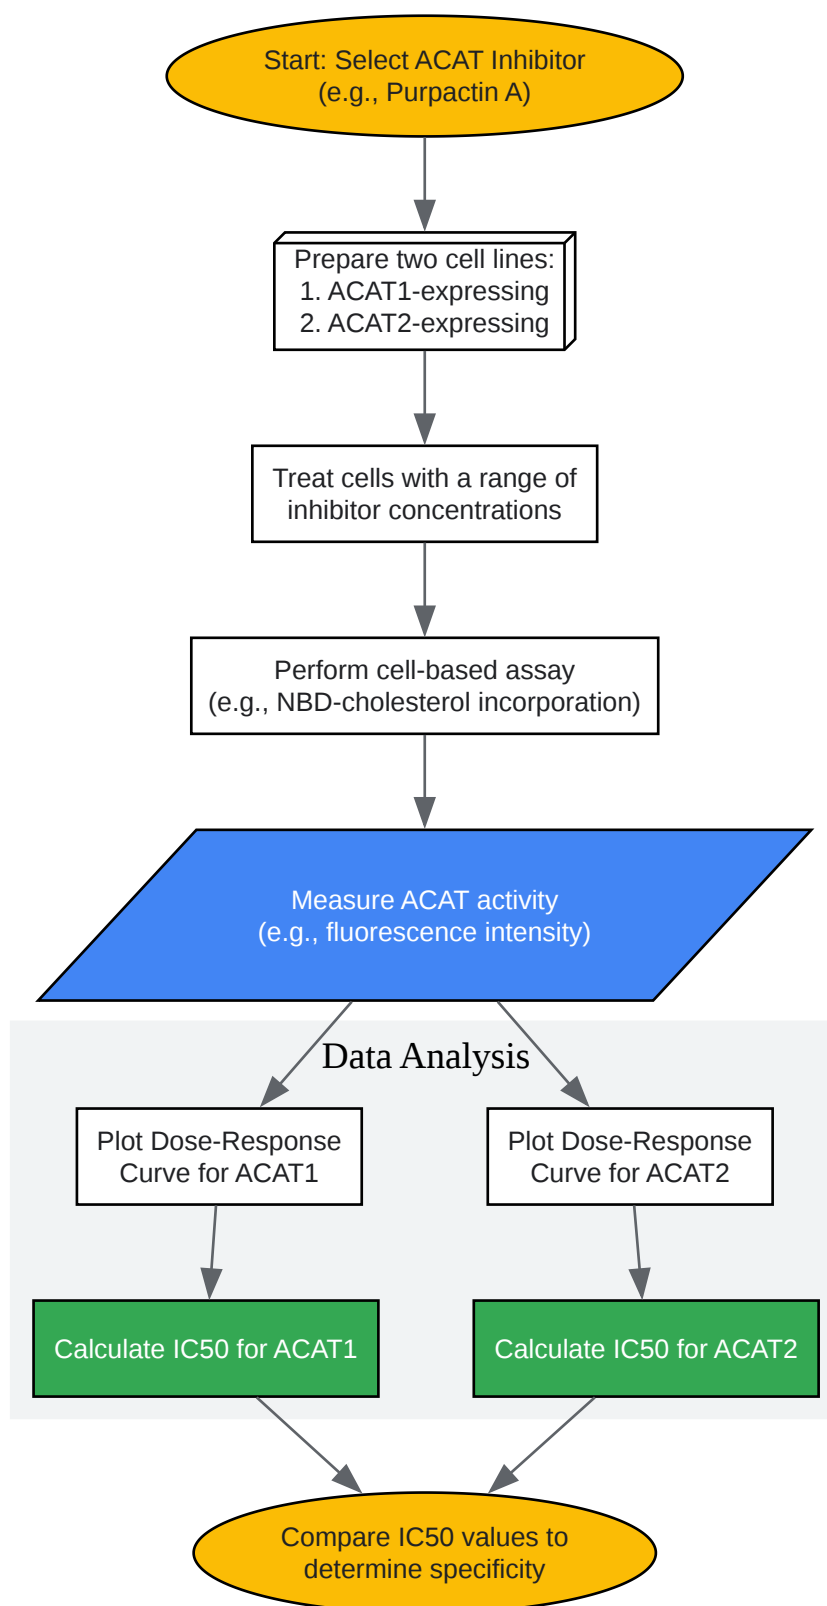 Start: Select ACAT Inhibitor
(e.g., Purpactin A)
Prepare two cell lines:
1. ACAT1-expressing
2. ACAT2-expressing
Treat cells with a range of
inhibitor concentrations
Perform cell-based assay
(e.g., NBD-cholesterol incorporation)
Measure ACAT activity
(e.g., fluorescence intensity)
Data Analysis
Plot Dose-Response
Curve for ACAT1
Plot Dose-Response
Curve for ACAT2
Calculate IC50 for ACAT1
Calculate IC50 for ACAT2
Compare IC50 values to
determine specificity